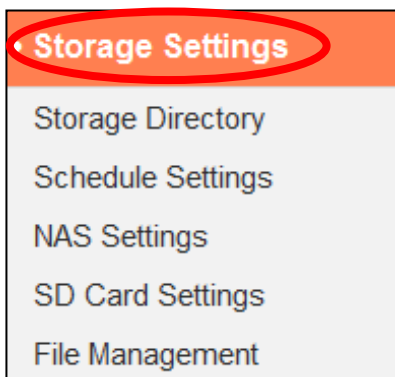 Storage Settings
Storage Directory
Schedule Settings
NAS Settings
SD Card Settings
File Management